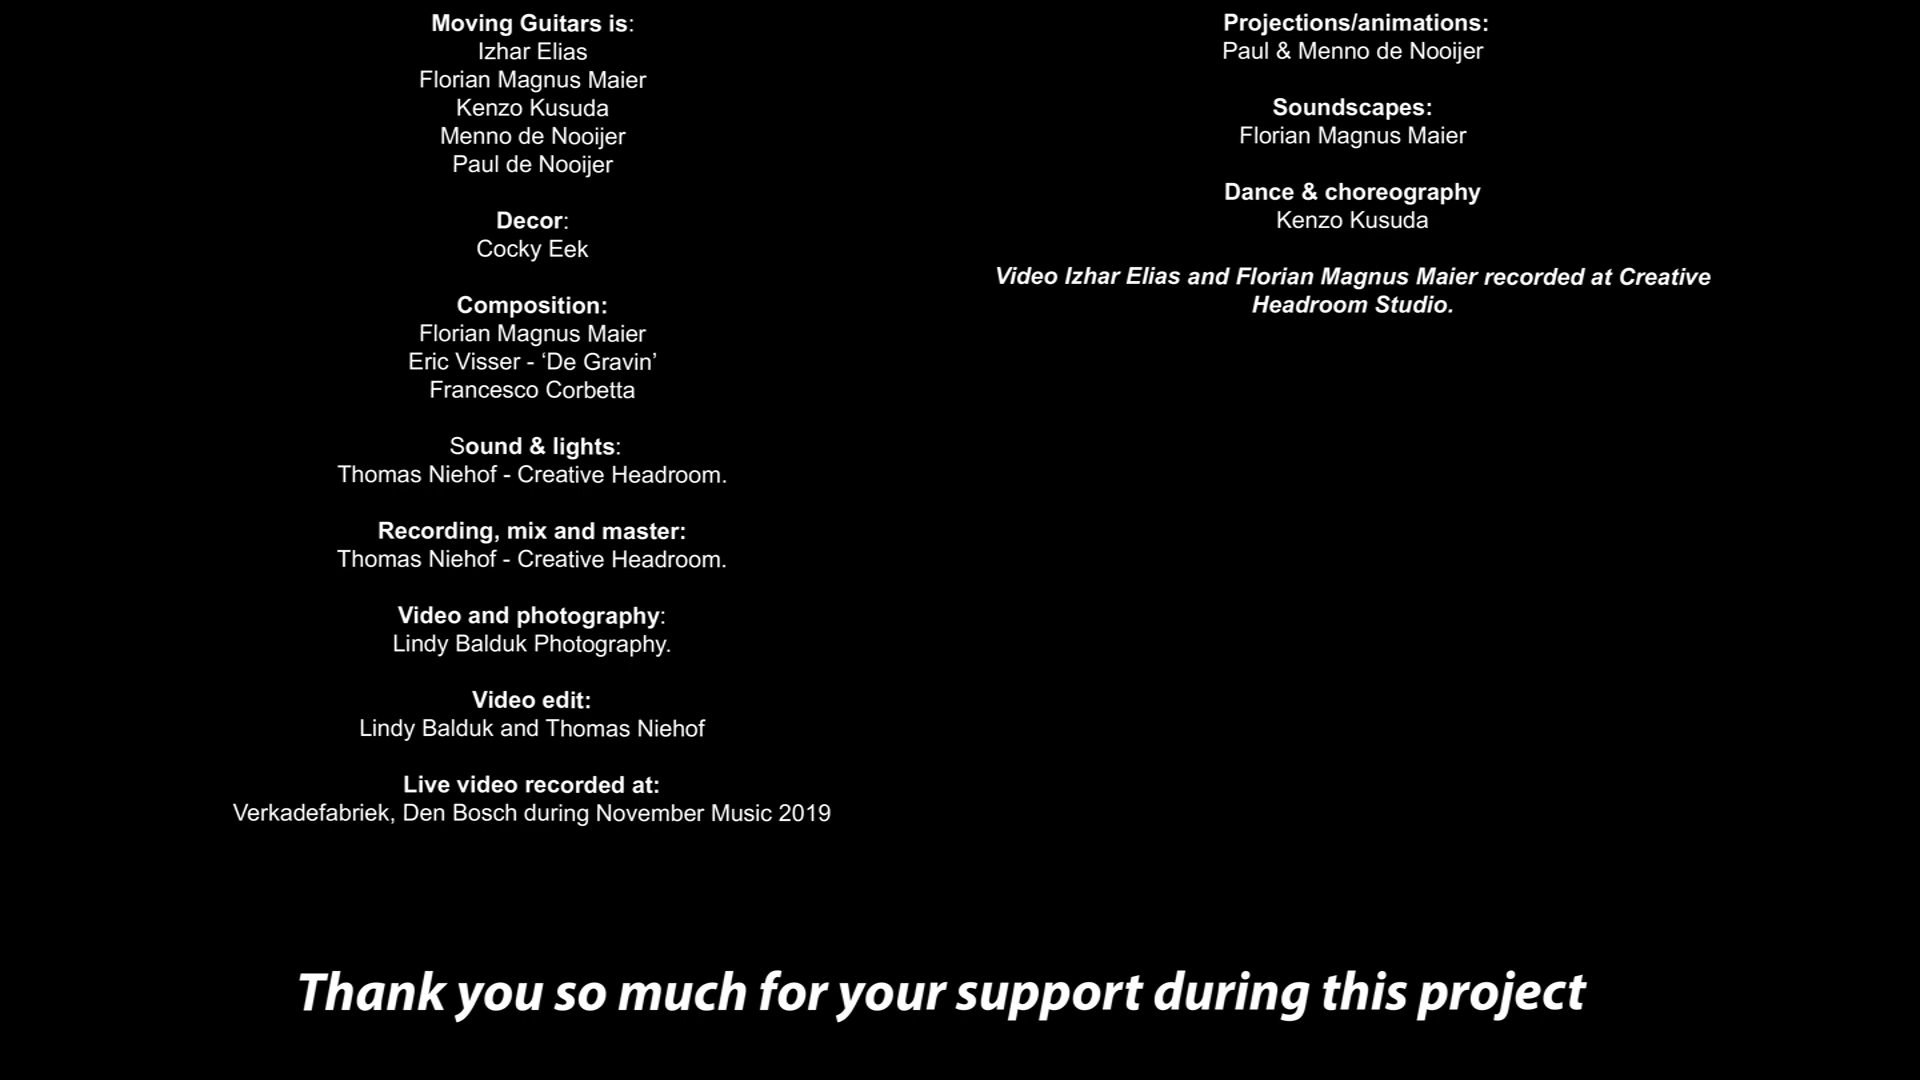 Moving Guitars is:
Izhar Elias
Florian Magnus Maier
Kenzo Kusuda
Menno de Nooijer
Paul de Nooijer
Decor:
Cocky Eek
Composition:
Florian Magnus Maier
Eric Visser - ‘De Gravin’
Francesco Corbetta
Sound & lights:
Thomas Niehof - Creative Headroom.
Recording, mix and master:
Thomas Niehof - Creative Headroom.
Video and photography:
Lindy Balduk Photography.
Video edit:
Lindy Balduk and Thomas Niehof
Live video recorded at:
Verkadefabriek, Den Bosch during November Music 2019
Projections/animations:
Paul & Menno de Nooijer
Soundscapes:
Florian Magnus Maier
Dance & choreography
Kenzo Kusuda
Video Izhar Elias and Florian Magnus Maier recorded at Creative
Headroom Studio.
Thank you so much for your support during this project